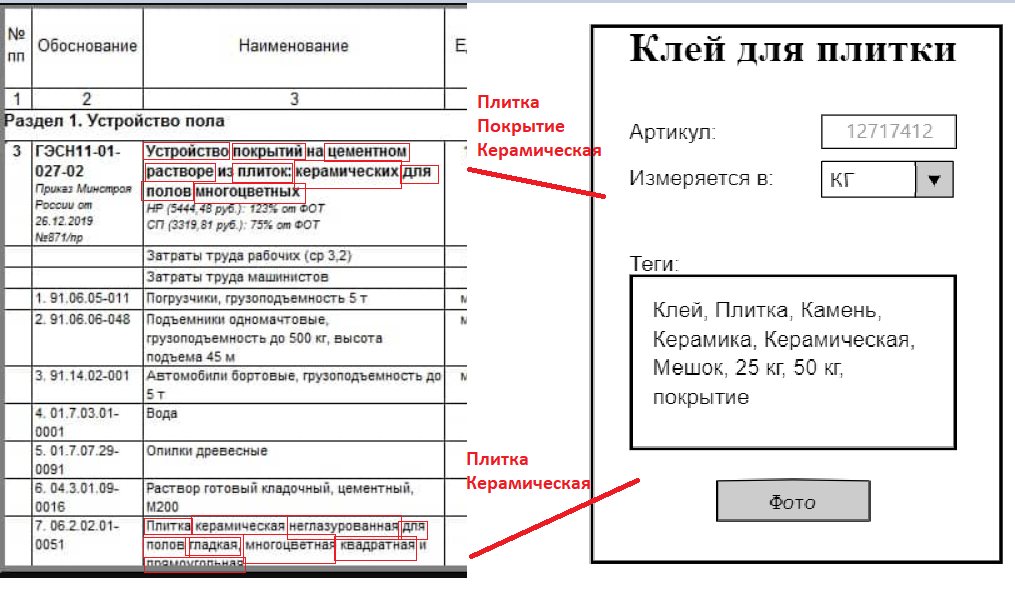 № пп
Обоснование
Наименование
Е
1
2
3
Раздел 1. Устройство пола
3
ГЭСН11-01-
027-02
Приказ Минстроя
России от
26.12.2019
№871/пр
Устройство покрытий на цементном
растворе из плиток: керамических для
полов многоцветных
НР (5444,48 руб.): 123% от ФОТ
СП (3319,81 руб.): 75% от ФОТ
Затраты труда рабочих (ср 3,2)
Затраты труда машинистов
1. 91.06.05-011
Погрузчики, грузоподъемность 5 т
2. 91.06.06-048
Подъемники одномачтовые,
грузоподъемность до 500 кг, высота
подъема 45 м
3. 91.14.02-001
Автомобили бортовые, грузоподъемность до
5 т
4. 01.7.03.01-
0001
Вода
5. 01.7.07.29-
0091
Опилки древесные
6. 04.3.01.09-
0016
Раствор готовый кладочный, цементный,
М200
7. 06.2.02.01-
0051
Плитка керамическая неглазурованная для
полов гладкая, многоцветная квадратная и
прямоугольная
Плитка
Покрытие
Керамическая
Плитка
Керамическая
Клей для плитки
Артикул:
12717412
Измеряется в:
КГ
Теги:
Клей, Плитка, Камень,
Керамика, Керамическая,
Мешок, 25 кг, 50 кг,
покрытие
Фото